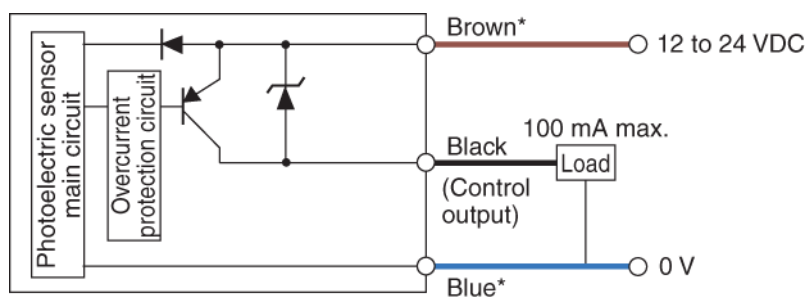 Photoelectric sensor
main circuit
Overcurrent
protection circuit
Brown*
12 to 24 VDC
100 mA max.
Black
Load
(Control
output)
0 V
Blue*